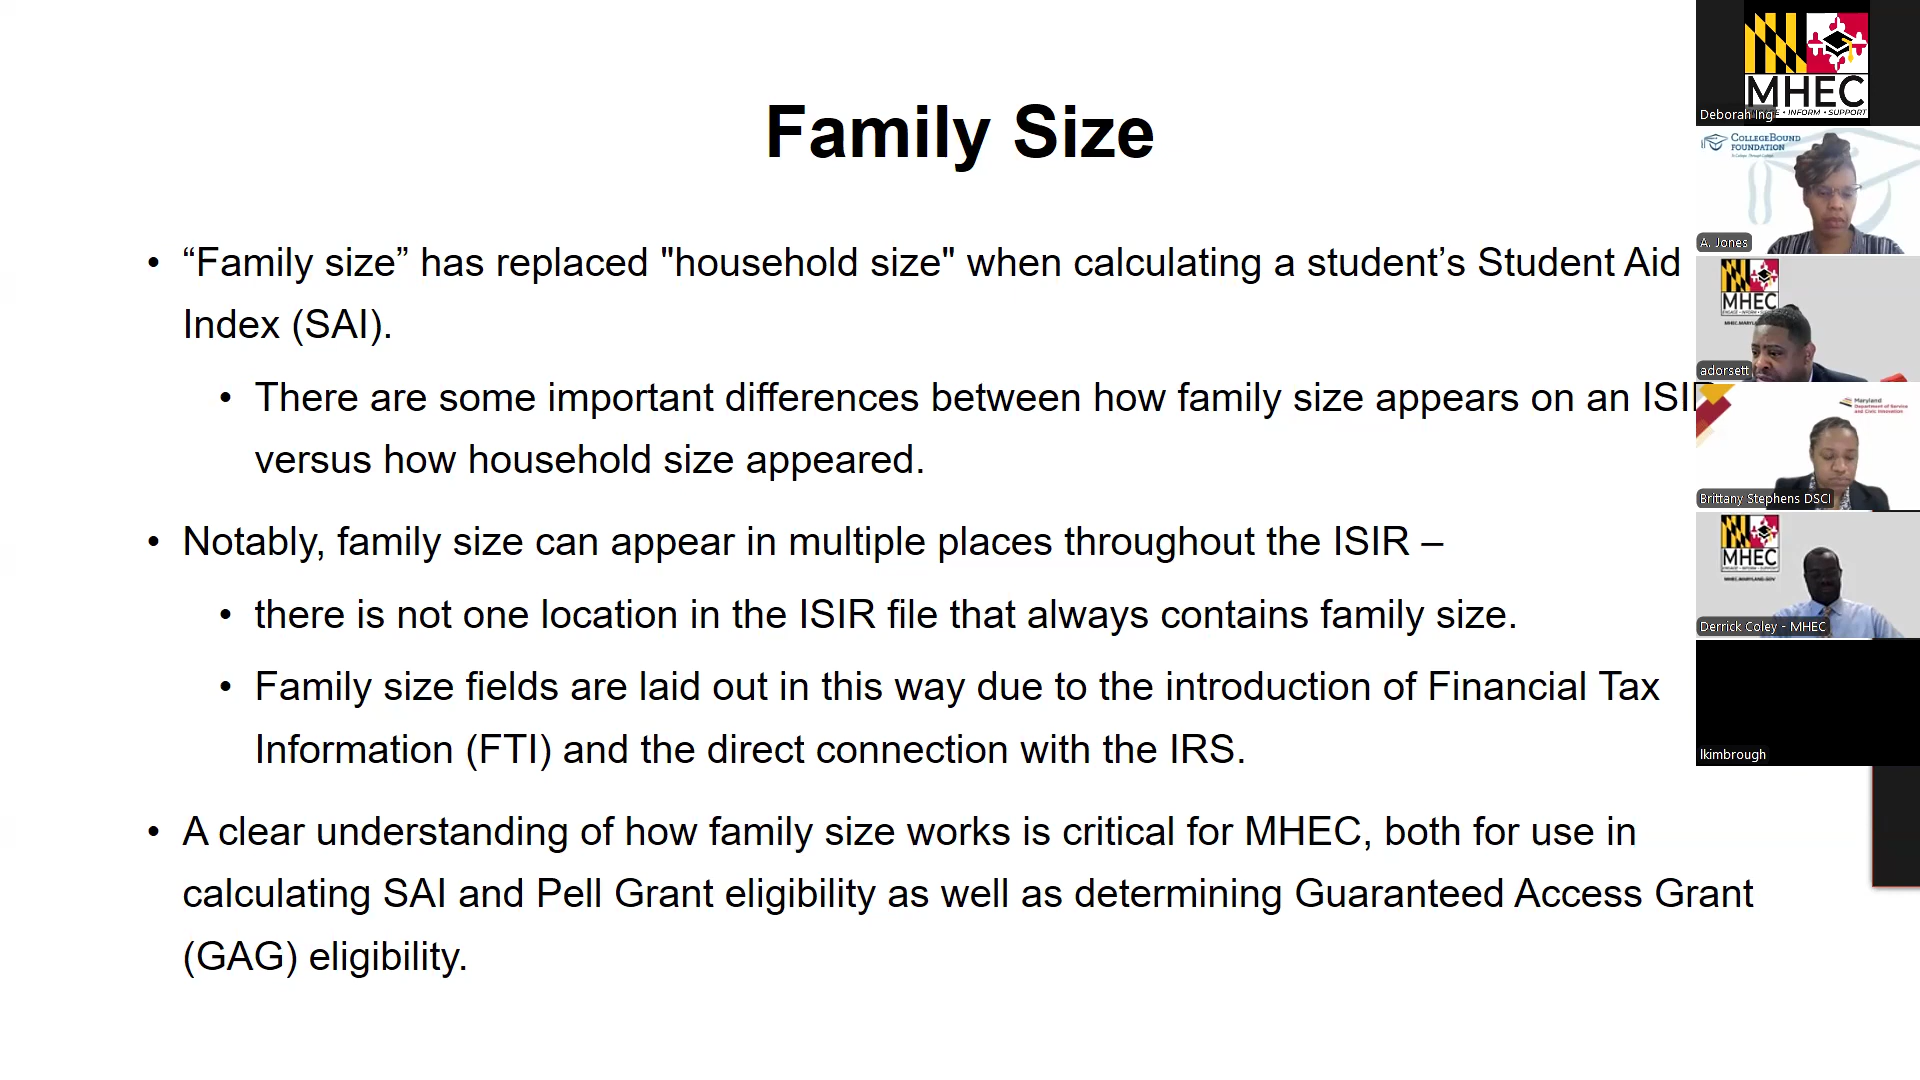 Family Size
• “Family size” has replaced "household size" when calculating a student’s Student Aid
Index (SAI).
• There are some important differences between how family size appears on an ISIR
versus how household size appeared.
• Notably, family size can appear in multiple places throughout the ISIR –
• there is not one location in the ISIR file that always contains family size.
• Family size fields are laid out in this way due to the introduction of Financial Tax
Information (FTI) and the direct connection with the IRS.
• A clear understanding of how family size works is critical for MHEC, both for use in
calculating SAI and Pell Grant eligibility as well as determining Guaranteed Access Grant
(GAG) eligibility.
MHEC
• INFORM • SUPPORT
Deborah Ing
COLLEGEBOUND
FOUNDATION
A. Jones
MHEC
adorsett
Maryland
Department of Service
and Civic Innovation
Brittany Stephens DSCI
MHEC
MHEC.MARYLAND.GOV
Derrick Coley - MHEC
lkimbrough